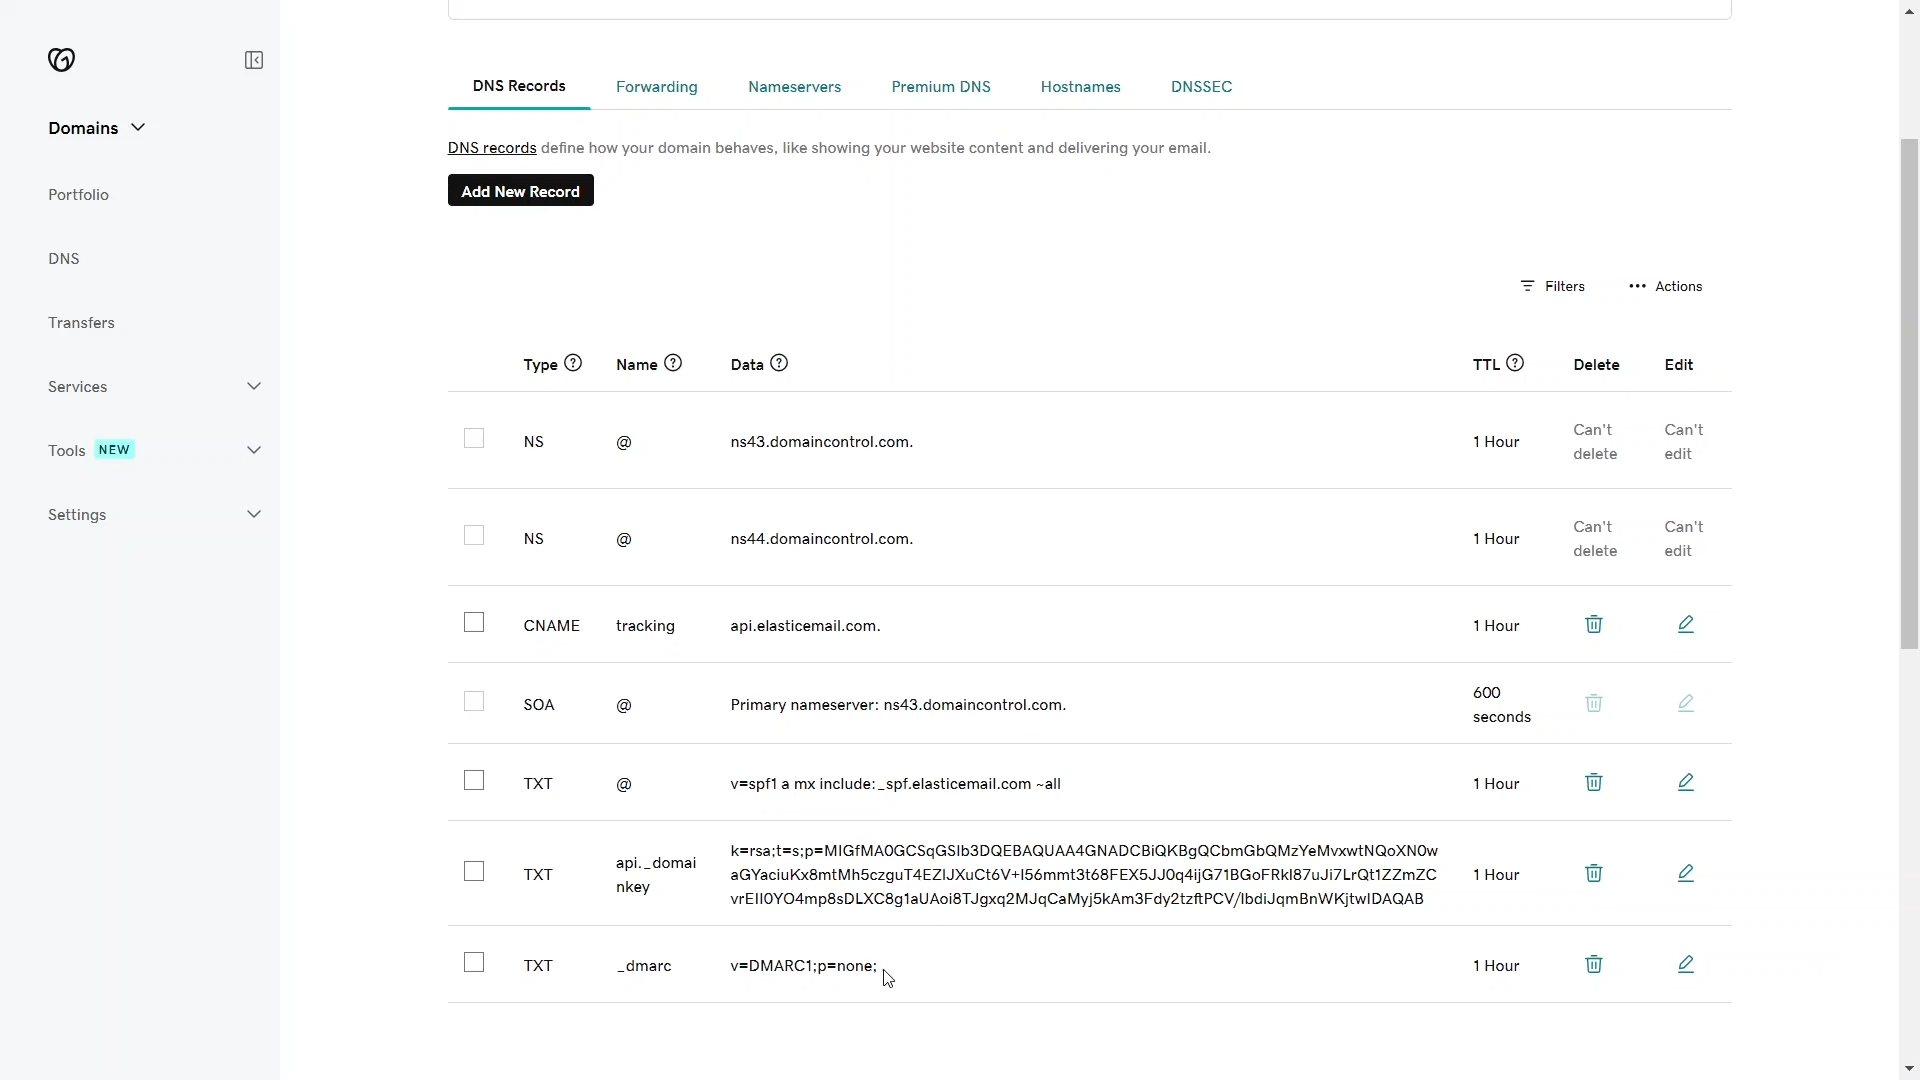 DNS Records Forwarding Nameservers Premium DNS Hostnames DNSSEC
Domains
DNS records define how your domain behaves, like showing your website content and delivering your email.
Add New Record
Portfolio
DNS
Transfers
Services
Tools NEW
Settings
Filters ••• Actions
Type ? Name ? Data ? TTL ? Delete Edit
NS @ ns43.domaincontrol.com. 1 Hour Can't delete Can't edit
NS @ ns44.domaincontrol.com. 1 Hour Can't delete Can't edit
CNAME tracking api.elasticemail.com. 1 Hour
SOA @ Primary nameserver: ns43.domaincontrol.com. 600 seconds
TXT @ v=spf1 a mx include:_spf.elasticemail.com ~all 1 Hour
TXT api._domai
nkey
k=rsa;t=s;p=MIGfMA0GCSqGSIb3DQEBAQUAA4GNADCBiQKBgQCbmGbQMzYeMvxwtNQoXN0w
aGYaciuKx8mtMh5czguT4EZIJXuCt6V+I56mmt3t68FEX5JJ0q4ijG71BGoFRkI87uJi7LrQt1ZZmZC
vrEII0YO4mp8sDLXC8g1aUAoi8TJgxq2MJqCaMyj5kAm3Fdy2tzftPCV/IbdiJqmBnWKjtwIDAQAB
1 Hour
TXT _dmarc v=DMARC1;p=none; 1 Hour